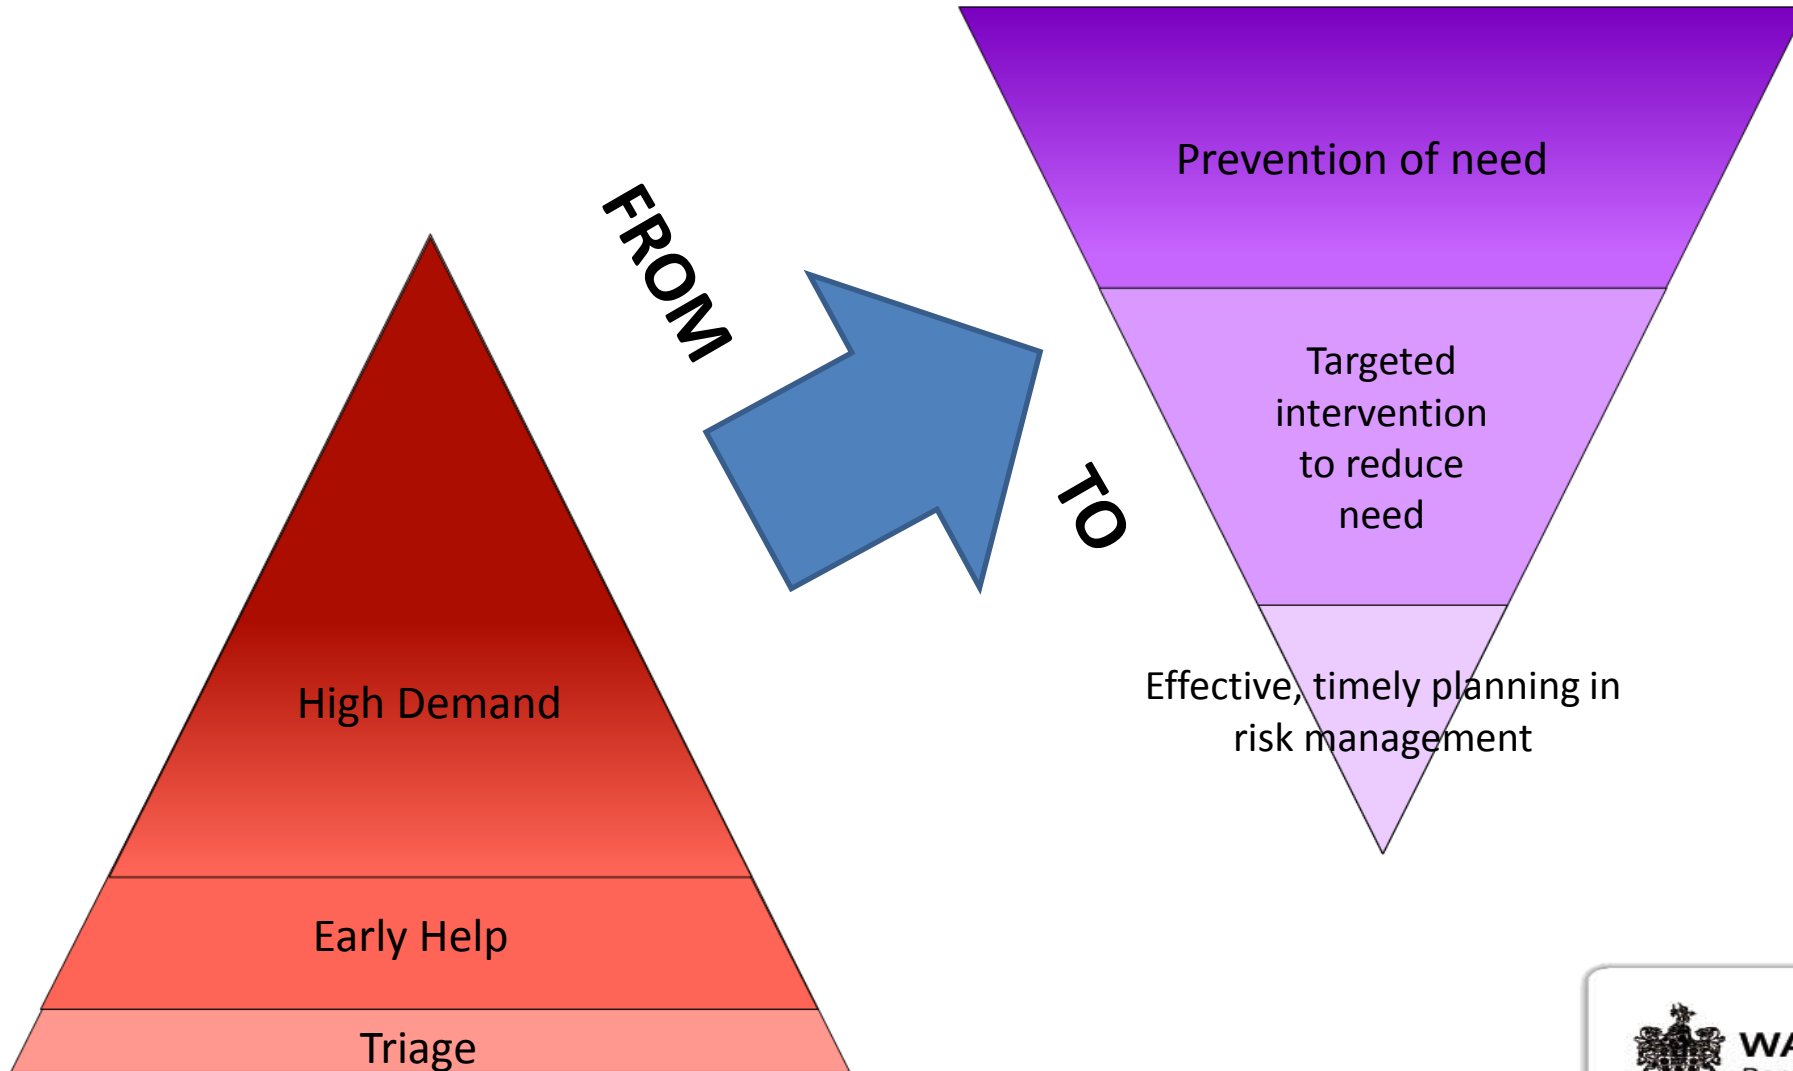 FROM
TO
High Demand
Early Help
Triage
Prevention of need
Targeted
intervention
to reduce
need
Effective, timely planning in
risk management
WA